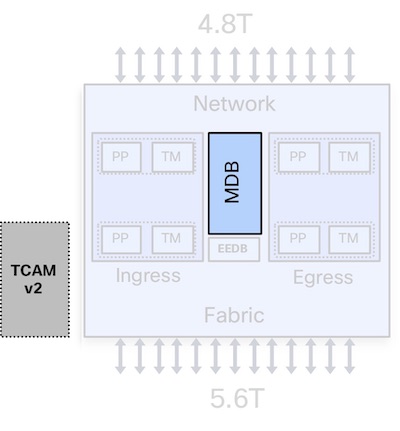 4.8T
Network
PP TM
PP TM
MDB
TCAM
v2
PP TM
EEDB
PP TM
Ingress
Egress
Fabric
5.6T